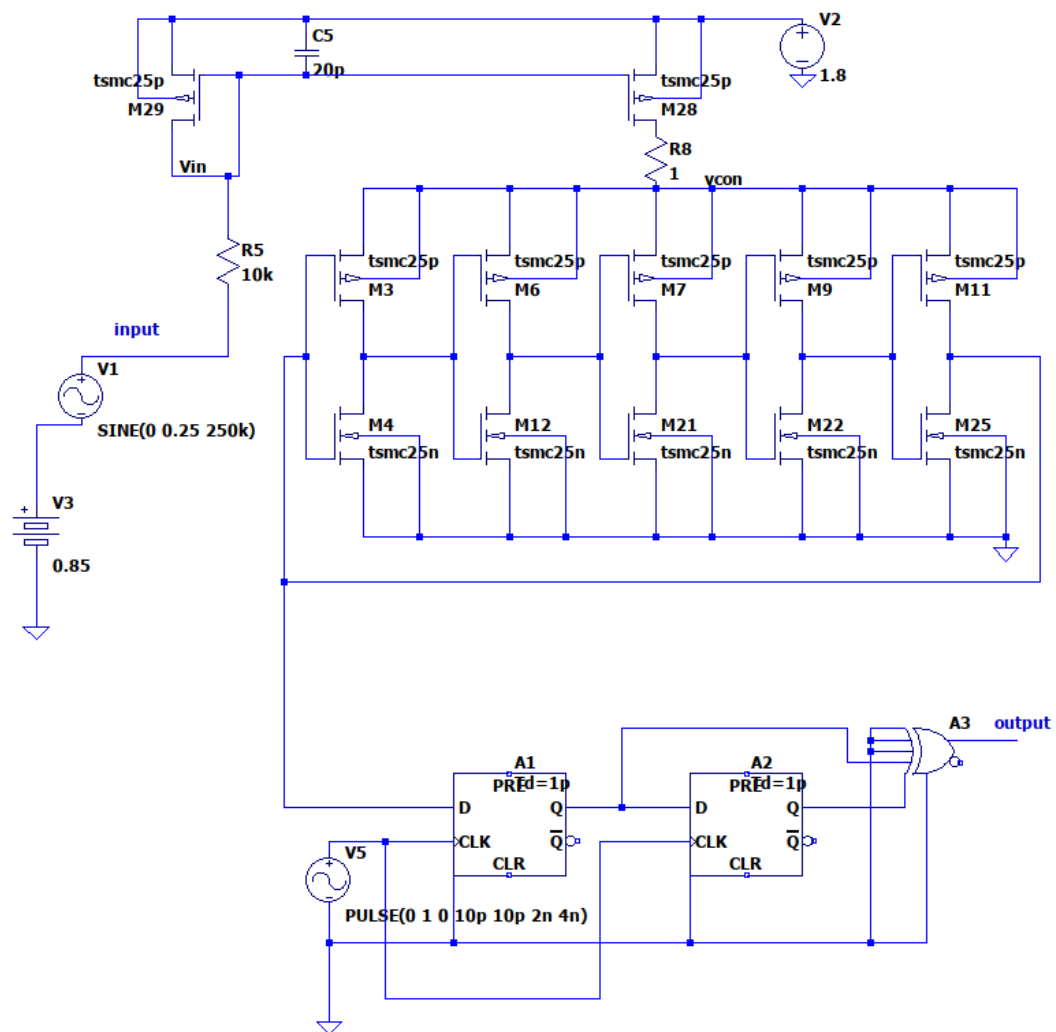 V2
C5
tsmc25p
20p
tsmc25p
1.8
M29
M28
R8
Vin
1
vcon
R5
tsmc25p
tsmc25p
tsmc25p
tsmc25p
tsmc25p
10k
M3
M6
M7
M9
M11
input
V1
SINE(0 0.25 250k)
M4
M12
M21
M22
M25
tsmc25n
tsmc25n
tsmc25n
tsmc25n
tsmc25n
V3
0.85
A3
output
A1
A2
PRE
Td=1p
PRE
Td=1p
D
Q
D
Q
V5
CLK
Q
CLK
Q
CLR
CLR
PULSE(0 1 0 10p 10p 2n 4n)